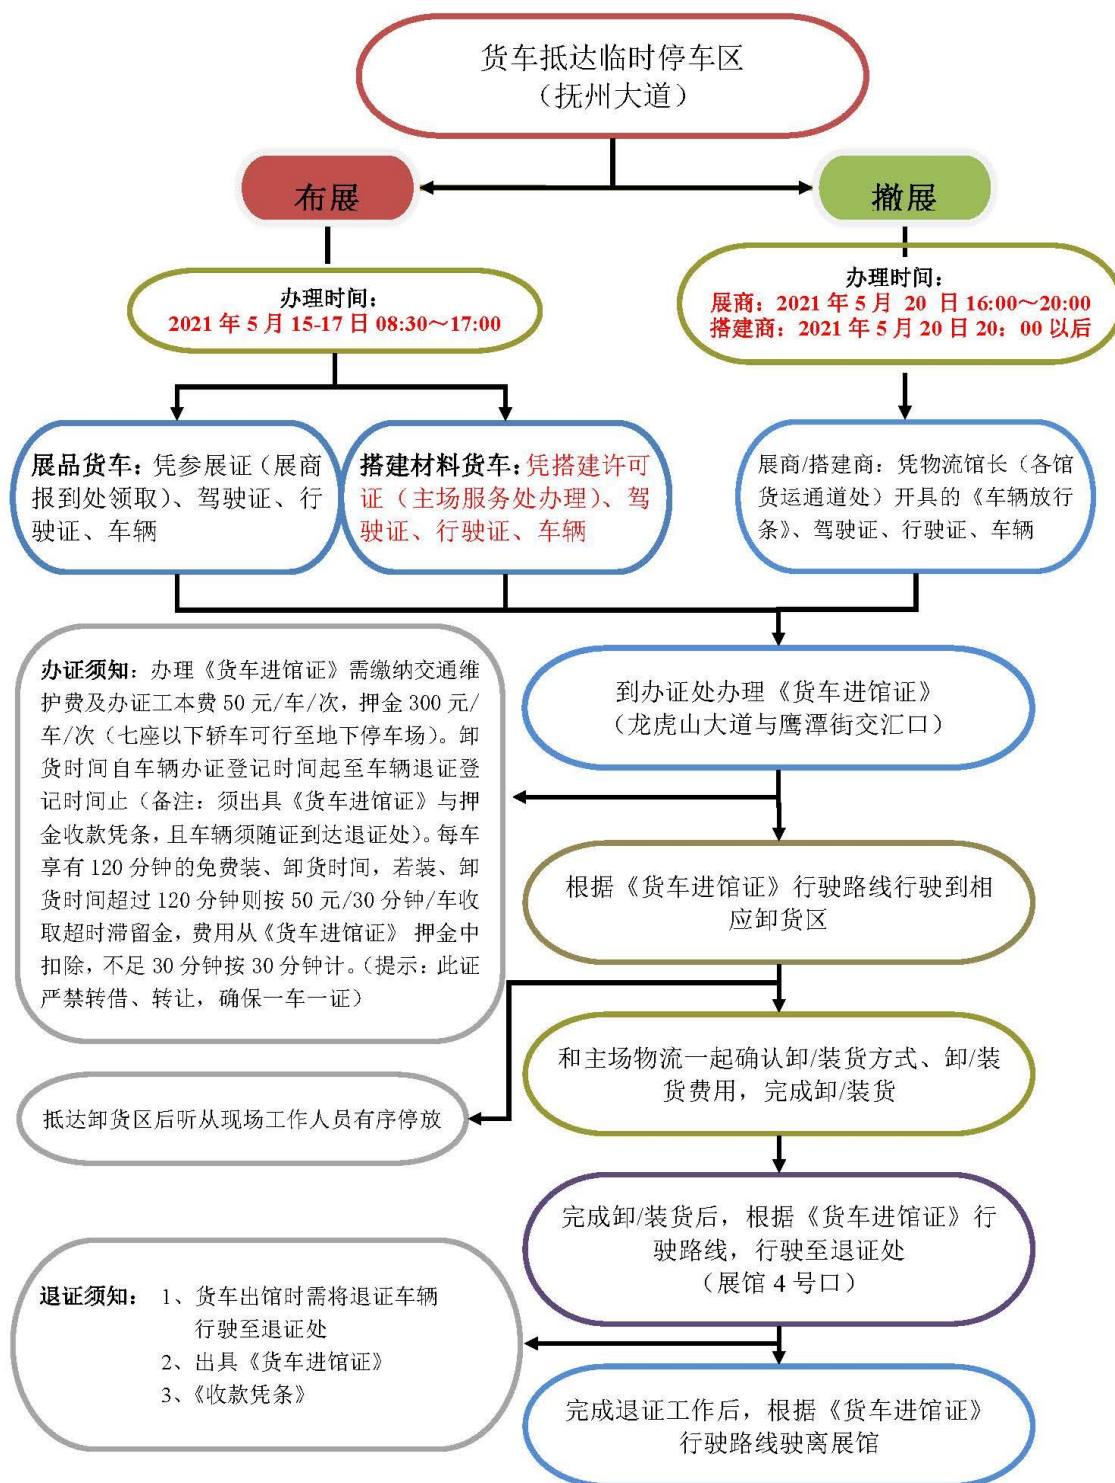 货车抵达临时停车区
（抚州大道）
布展
撤展
办理时间：
2021 年 5 月 15-17 日 08:30～17:00
办理时间：
展商：2021 年 5 月 20 日 16:00～20:00
搭建商：2021 年 5 月 20 日 20：00 以后
展品货车：凭参展证（展商
报到处领取）、驾驶证、行
驶证、车辆
搭建材料货车：凭搭建许可
证（主场服务处办理）、驾
驶证、行驶证、车辆
展商/搭建商：凭物流馆长（各馆
货运通道处）开具的《车辆放行
条》、驾驶证、行驶证、车辆
办证须知：办理《货车进馆证》需缴纳交通维
护费及办证工本费 50 元/车/次，押金 300 元/
车/次（七座以下轿车可行至地下停车场）。卸
货时间自车辆办证登记时间起至车辆退证登
记时间止（备注：须出具《货车进馆证》与押
金收款凭条，且车辆须随证到达退证处）。每车
享有 120 分钟的免费装、卸货时间，若装、卸
货时间超过 120 分钟则按 50 元/30 分钟/车收
取超时滞留金，费用从《货车进馆证》 押金中
扣除，不足 30 分钟按 30 分钟计。（提示：此证
严禁转借、转让，确保一车一证）
到办证处办理《货车进馆证》
（龙虎山大道与鹰潭街交汇口）
根据《货车进馆证》行驶路线行驶到相
应卸货区
和主场物流一起确认卸/装货方式、卸/装
货费用，完成卸/装货
抵达卸货区后听从现场工作人员有序停放
完成卸/装货后，根据《货车进馆证》行
驶路线，行驶至退证处
（展馆 4 号口）
退证须知： 1、货车出馆时需将退证车辆
行驶至退证处
2、出具《货车进馆证》
3、《收款凭条》
完成退证工作后，根据《货车进馆证》
行驶路线驶离展馆